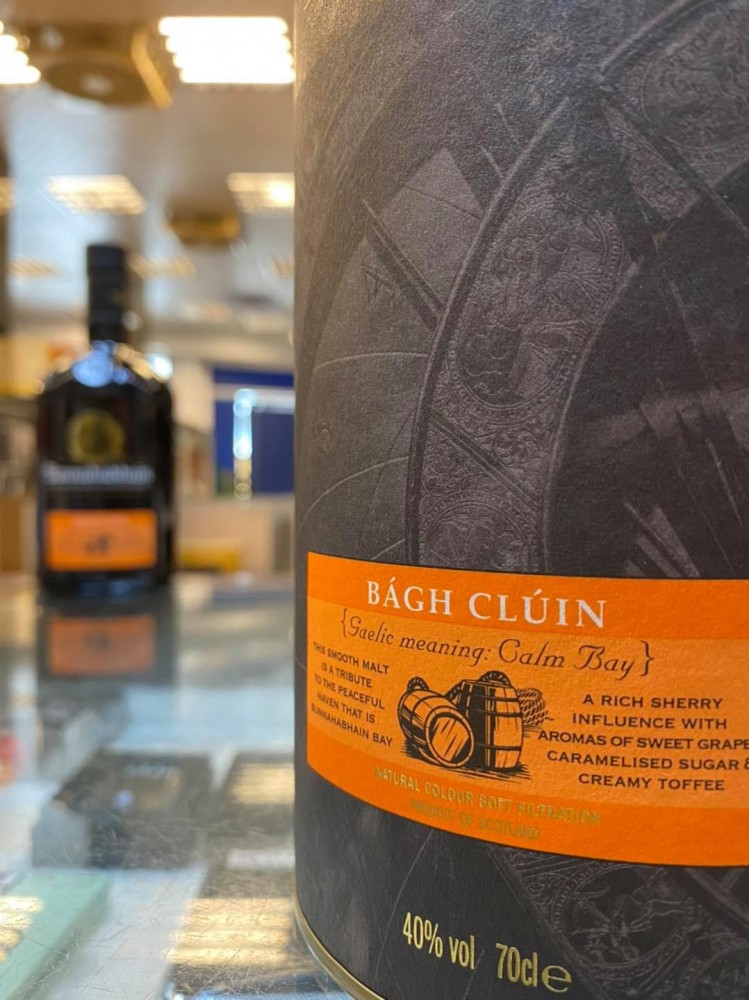 BÁGH CLÚIN
{Gaelic meaning: Calm Bay}
THIS SMOOTH MALT
IS A TRIBUTE
TO THE PEACEFUL
HAVEN THAT IS
BUNNAHABHAIN BAY
A RICH SHERRY
INFLUENCE WITH
AROMAS OF SWEET GRAPE
CARAMELISED SUGAR &
CREAMY TOFFEE
NATURAL COLOUR SOFT FILTRATION
PRODUCT OF SCOTLAND
40% vol 70cl e
Bunnahabhain